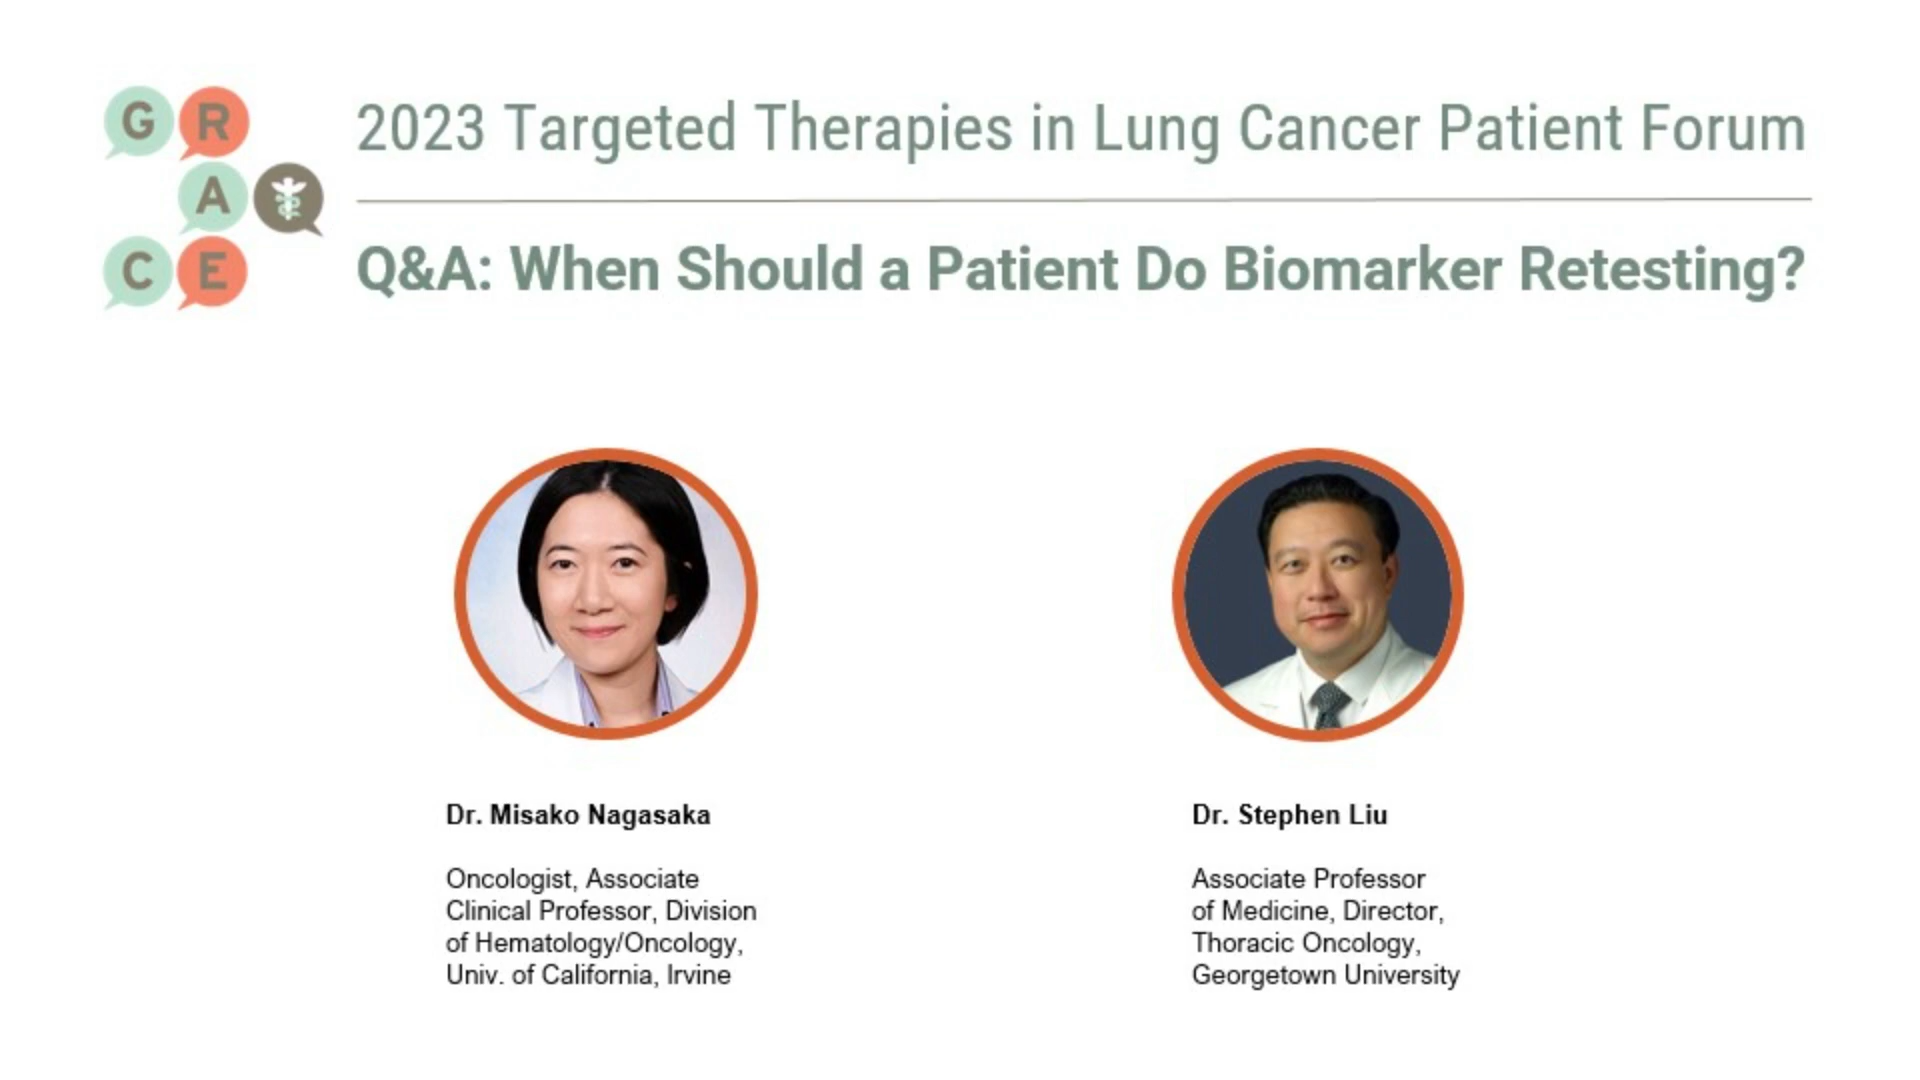 GRACE
2023 Targeted Therapies in Lung Cancer Patient Forum
Q&A: When Should a Patient Do Biomarker Retesting?
Dr. Misako Nagasaka
Oncologist, Associate
Clinical Professor, Division
of Hematology/Oncology,
Univ. of California, Irvine
Dr. Stephen Liu
Associate Professor
of Medicine, Director,
Thoracic Oncology,
Georgetown University